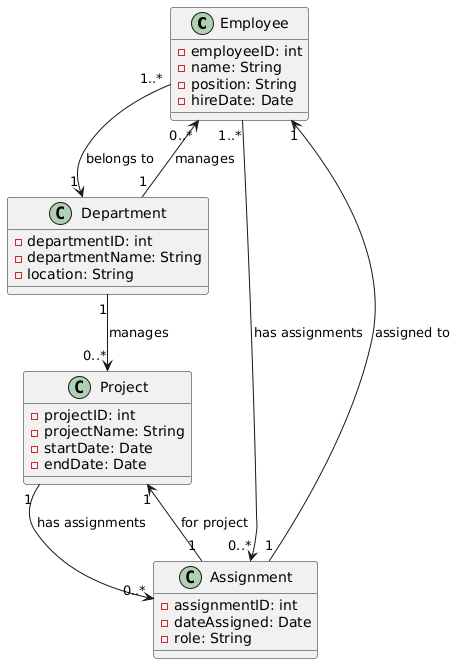 C Employee
employeeID: int
name: String
position: String
hireDate: Date
1..*
0..* 1..* 1
belongs to manages
1 1
C Department
departmentID: int
departmentName: String
location: String
1
manages has assignments assigned to
0..*
C Project
projectID: int
projectName: String
startDate: Date
endDate: Date
1 1
has assignments for project
1 0..* 1
0..*
C Assignment
assignmentID: int
dateAssigned: Date
role: String